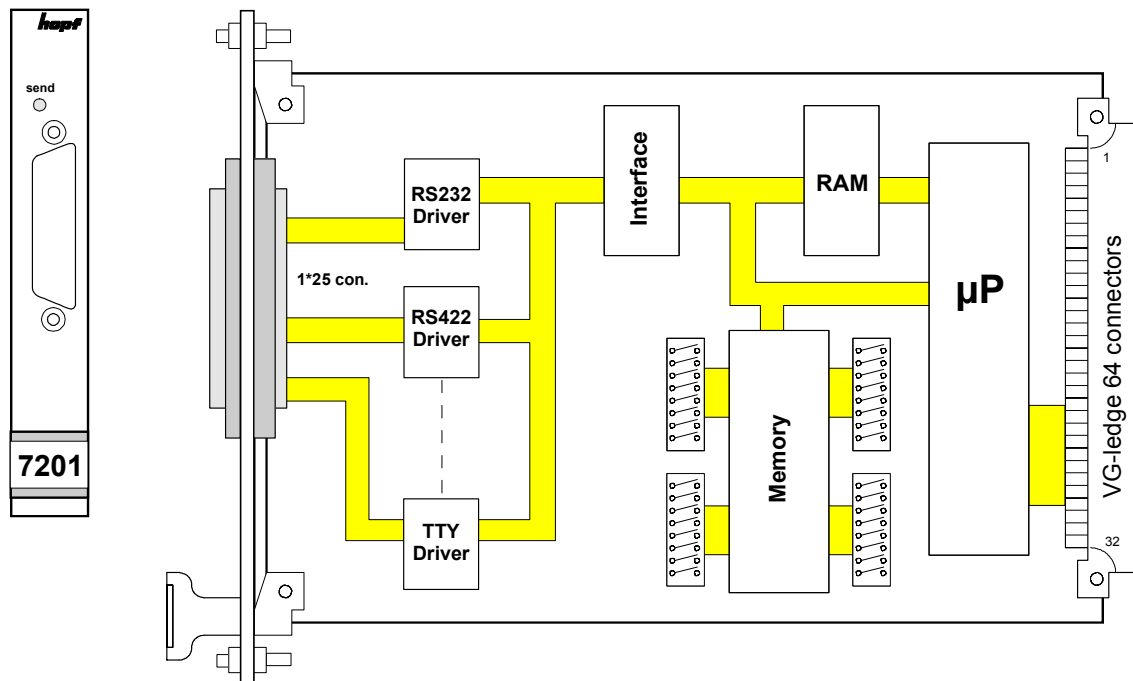 hopf
send
7201
RS232
Driver
1*25 con.
RS422
Driver
TTY
Driver
Interface
RAM
Memory
µP
1
VG-ledge 64 connectors
32